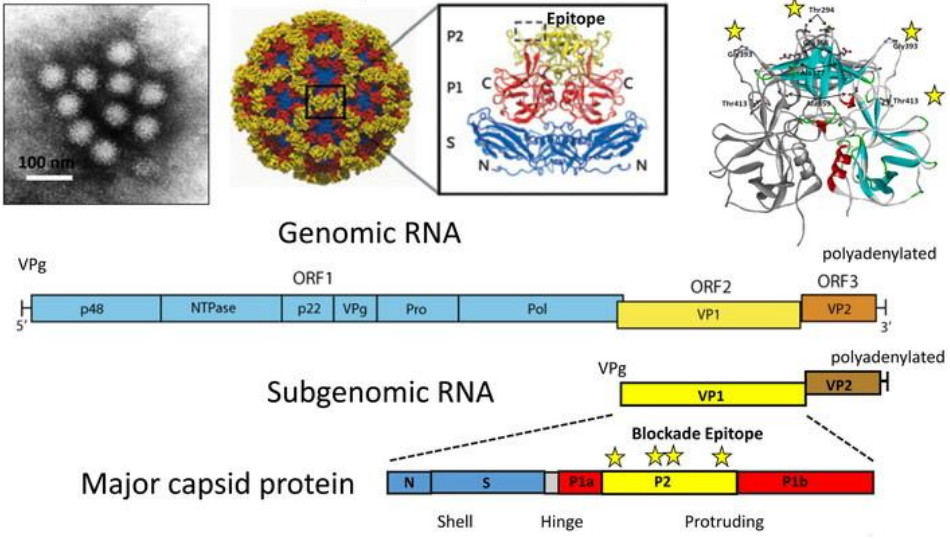 100 nm
P2
P1
S
Epitope
C
C
N
N
Thr294
Gly393
Gly393
Thr413
Thr413
Genomic RNA
VPg
polyadenylated
ORF1
ORF2
ORF3
p48
NTPase
p22
VPg
Pro
Pol
VP1
VP2
5'
3'
Subgenomic RNA
VPg
polyadenylated
VP1
VP2
Blockade Epitope
Major capsid protein
N
S
P1a
P2
P1b
Shell
Hinge
Protruding